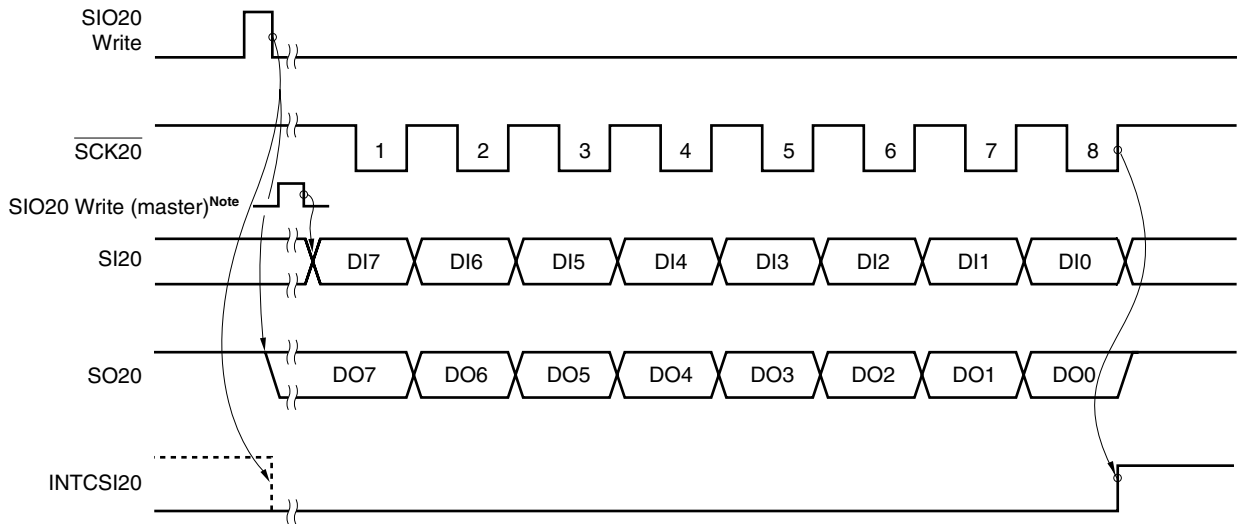 SIO20
Write
SCK20
1 2 3 4 5 6 7 8
SIO20 Write (master)Note
SI20
DI7 DI6 DI5 DI4 DI3 DI2 DI1 DI0
SO20
DO7 DO6 DO5 DO4 DO3 DO2 DO1 DO0
INTCSI20